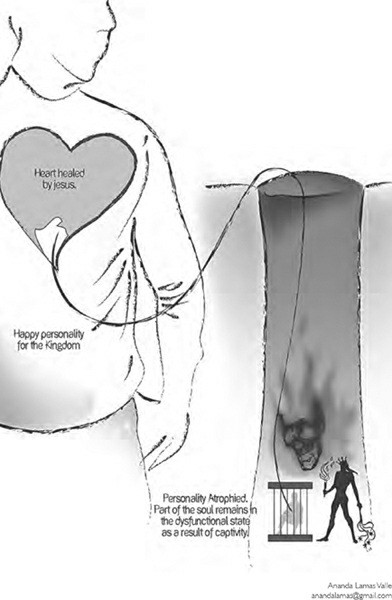 Heart healed
by jesus.
Happy personality
for the Kingdom
Personality Atrophied.
Part of the soul remains in
the dysfunctional state
as a result of captivity.
Ananda Lamas Valle
anandalamas@gmail.com